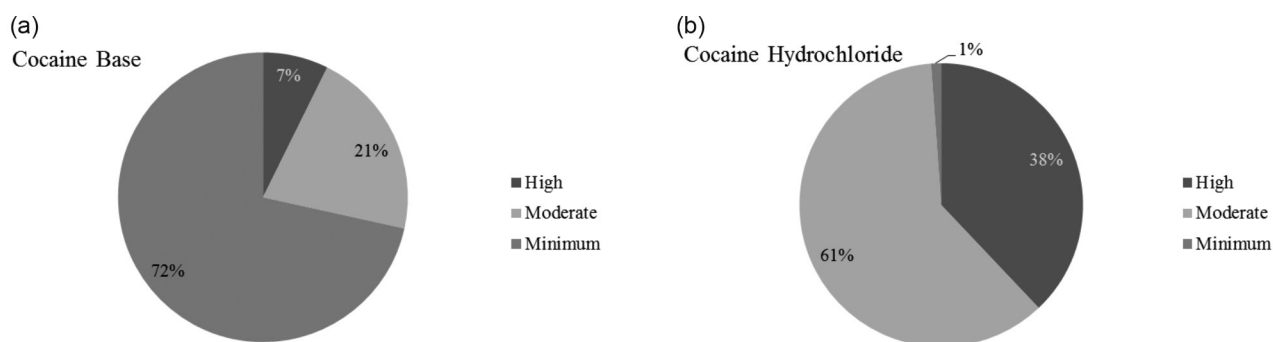 (a)
Cocaine Base
7%
21%
72%
High
Moderate
Minimum
(b)
Cocaine Hydrochloride
1%
38%
61%
High
Moderate
Minimum